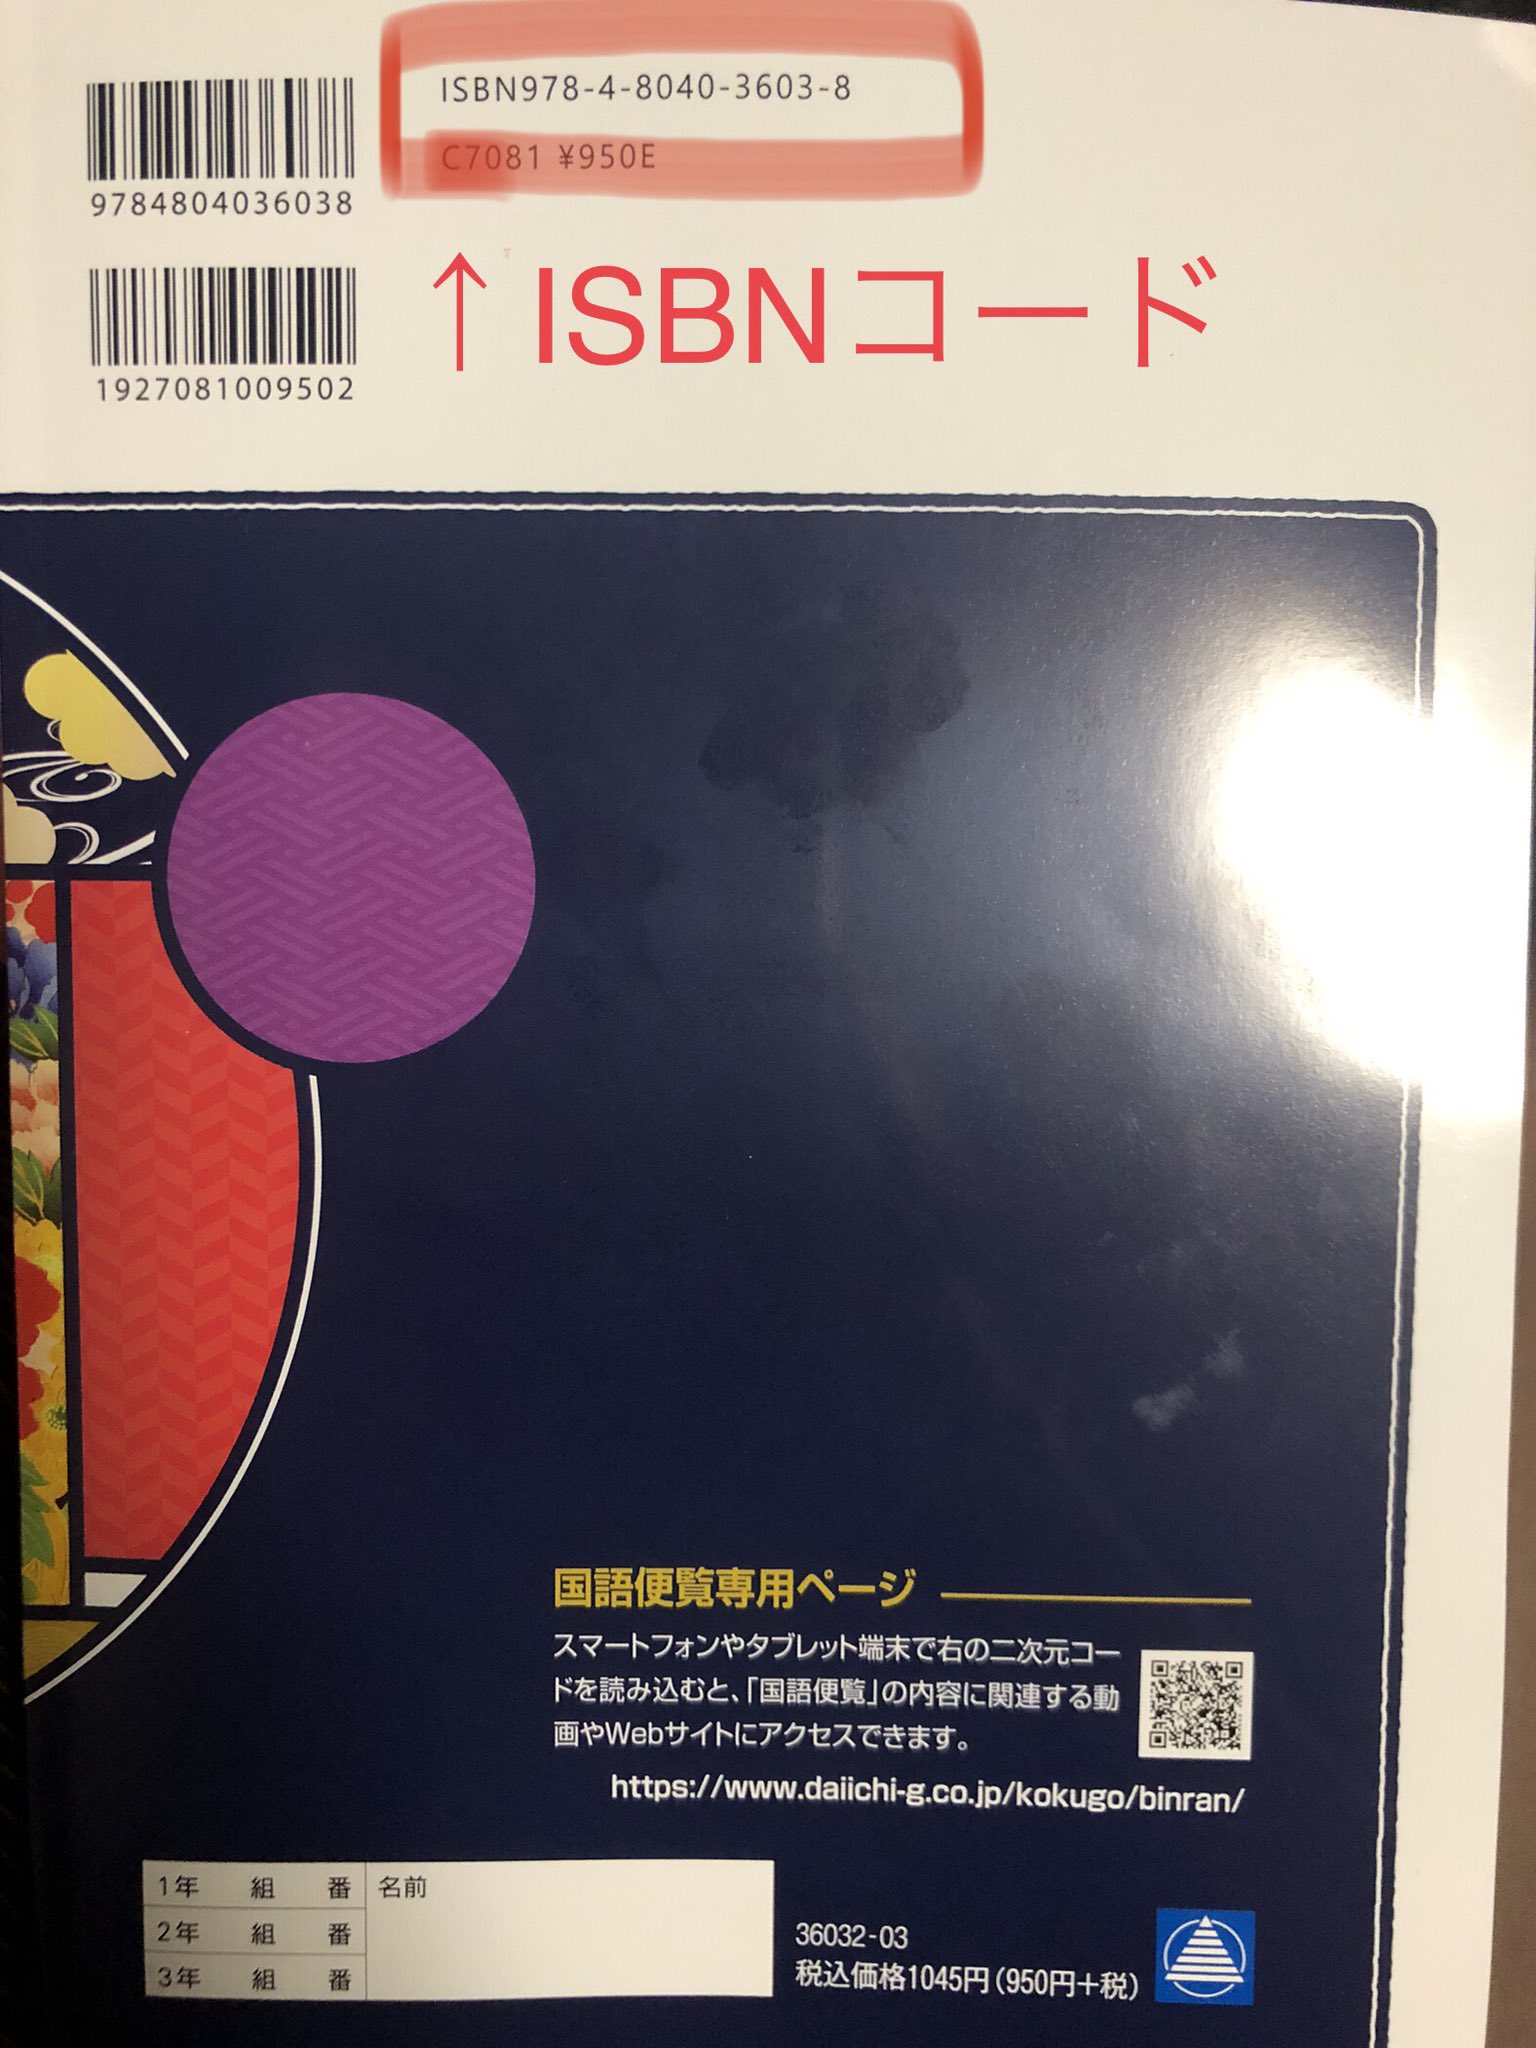 ISBN978-4-8040-3603-8
C7081 ¥950E
9784804036038
↑ISBNコード
1927081009502
国語便覧専用ページ
スマートフォンやタブレット端末で右の二次元コー
ドを読み込むと、「国語便覧」の内容に関連する動
画やWebサイトにアクセスできます。
https://www.daiichi-g.co.jp/kokugo/binran/
1年 組 番 名前
2年 組 番
3年 組 番
36032-03
税込価格1045円(950円+税)